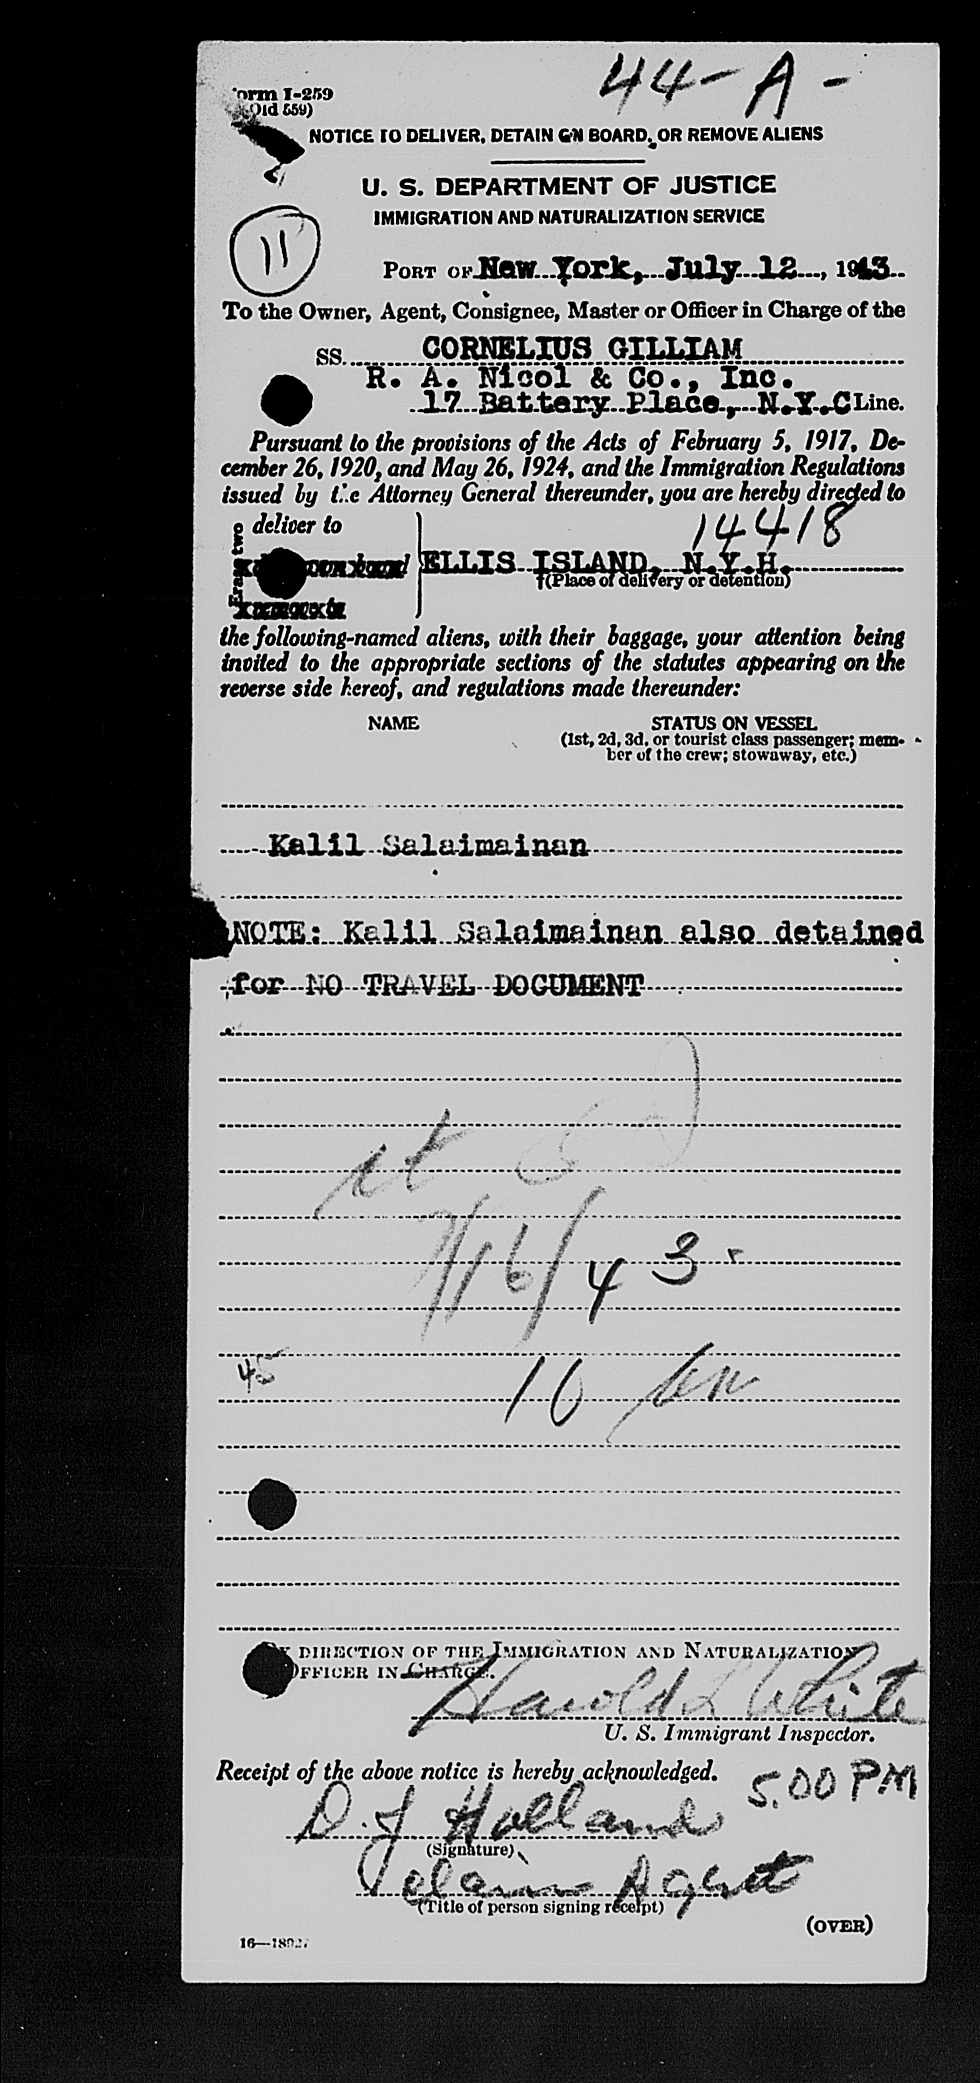 44-A-
Form I-259
(Old 559)
NOTICE TO DELIVER, DETAIN ON BOARD, OR REMOVE ALIENS
U. S. DEPARTMENT OF JUSTICE
IMMIGRATION AND NATURALIZATION SERVICE
11
PORT OF New York, July 12, 1943
To the Owner, Agent, Consignee, Master or Officer in Charge of the
SS. CORNELIUS GILLIAM
R. A. Nicol & Co., Inc.
17 Battery Place, N.Y.C Line.
Pursuant to the provisions of the Acts of February 5, 1917, De-
cember 26, 1920, and May 26, 1924, and the Immigration Regulations
issued by the Attorney General thereunder, you are hereby directed to
14418
deliver to
Erase two
ELLIS ISLAND, N.Y.H.
(Place of delivery or detention)
the following-named aliens, with their baggage, your attention being
invited to the appropriate sections of the statutes appearing on the
reverse side hereof, and regulations made thereunder:
NAME STATUS ON VESSEL
(1st, 2d, 3d, or tourist class passenger; mem-
ber of the crew; stowaway, etc.)
Kalil Salaimainan
NOTE: Kalil Salaimainan also detained
for NO TRAVEL DOCUMENT
7/16/43
45
10
BY DIRECTION OF THE IMMIGRATION AND NATURALIZATION
OFFICER IN CHARGE.
Harold L White
U. S. Immigrant Inspector.
Receipt of the above notice is hereby acknowledged.
5.00 PM
D. J Holland
(Signature)
Agent
(Title of person signing receipt)
(OVER)